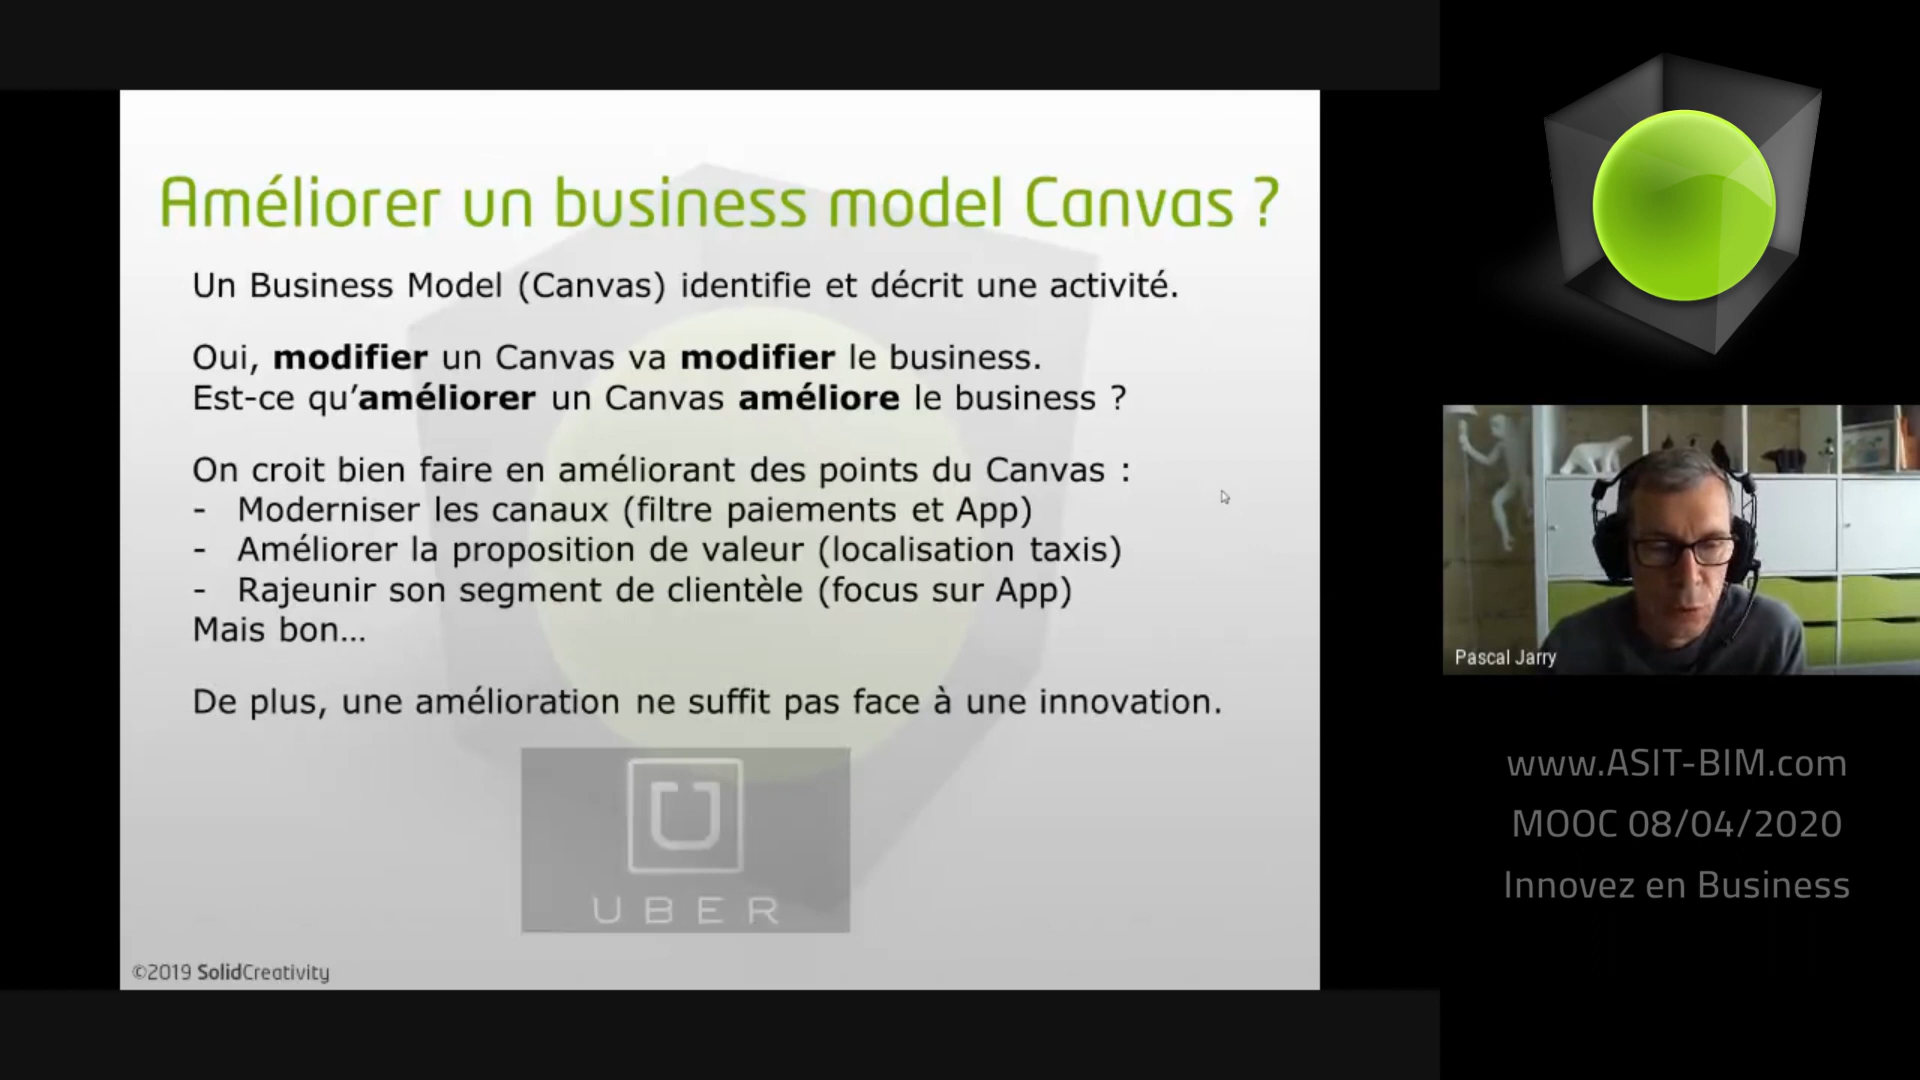 Améliorer un business model Canvas ?
Un Business Model (Canvas) identifie et décrit une activité.
Oui, modifier un Canvas va modifier le business.
Est-ce qu’améliorer un Canvas améliore le business ?
On croit bien faire en améliorant des points du Canvas :
- Moderniser les canaux (filtre paiements et App)
- Améliorer la proposition de valeur (localisation taxis)
- Rajeunir son segment de clientèle (focus sur App)
Mais bon…
De plus, une amélioration ne suffit pas face à une innovation.
U
UBER
©2019 SolidCreativity
Pascal Jarry
www.ASIT-BIM.com
MOOC 08/04/2020
Innovez en Business